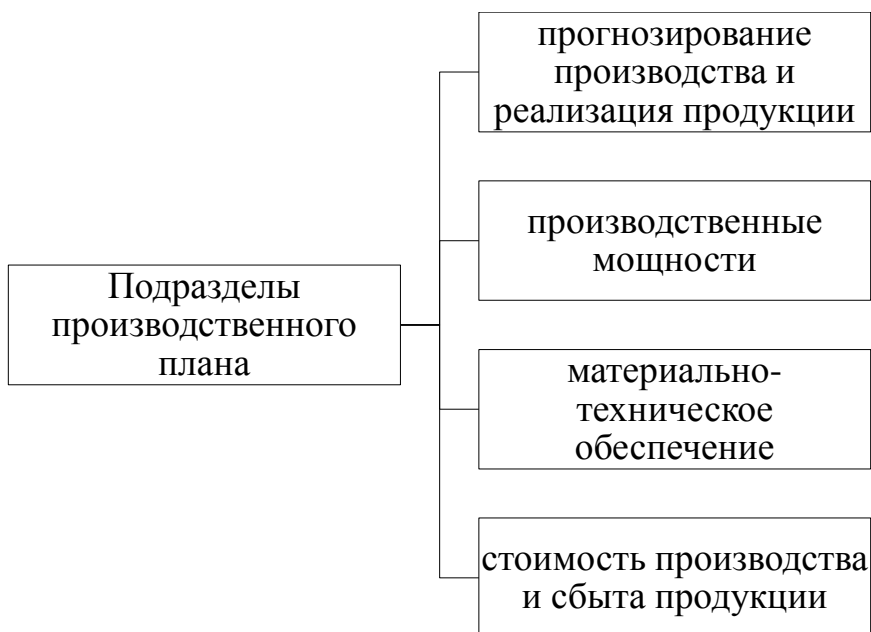 прогнозирование
производства и
реализация продукции
производственные
мощности
Подразделы
производственного
плана
материально-
техническое
обеспечение
стоимость производства
и сбыта продукции